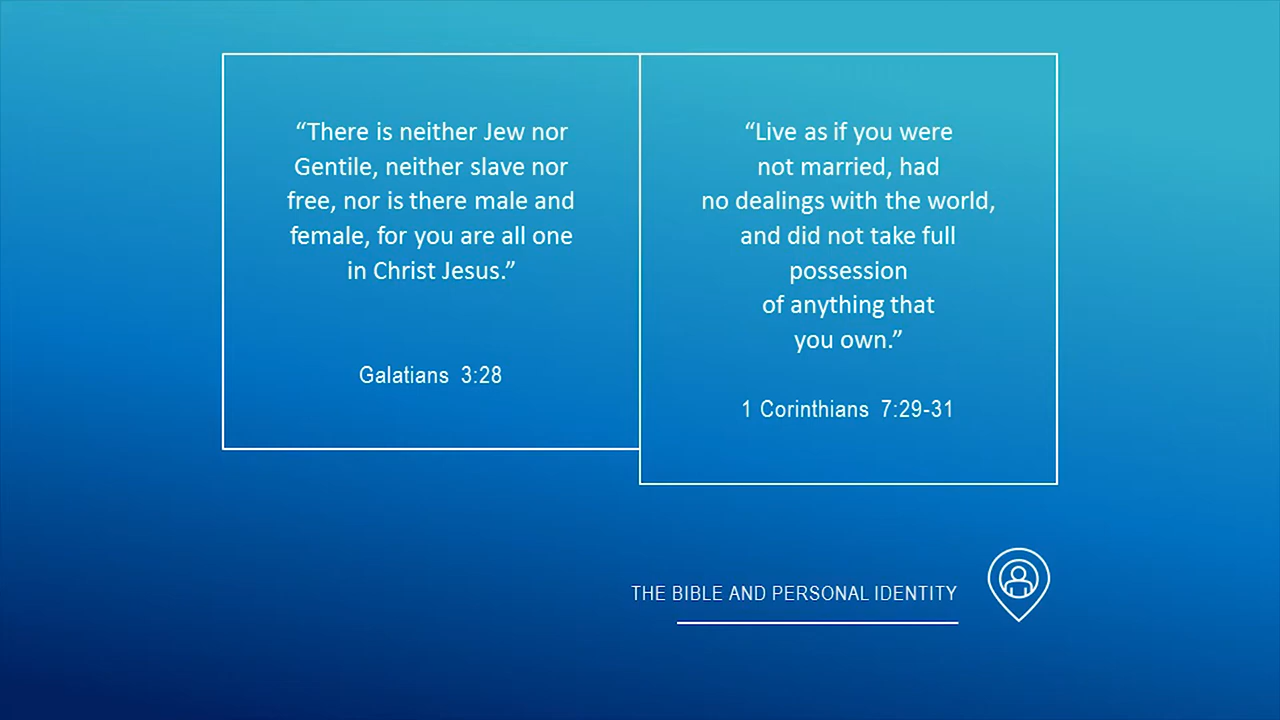 “There is neither Jew nor
Gentile, neither slave nor
free, nor is there male and
female, for you are all one
in Christ Jesus.”
Galatians 3:28
“Live as if you were
not married, had
no dealings with the world,
and did not take full
possession
of anything that
you own.”
1 Corinthians 7:29-31
THE BIBLE AND PERSONAL IDENTITY